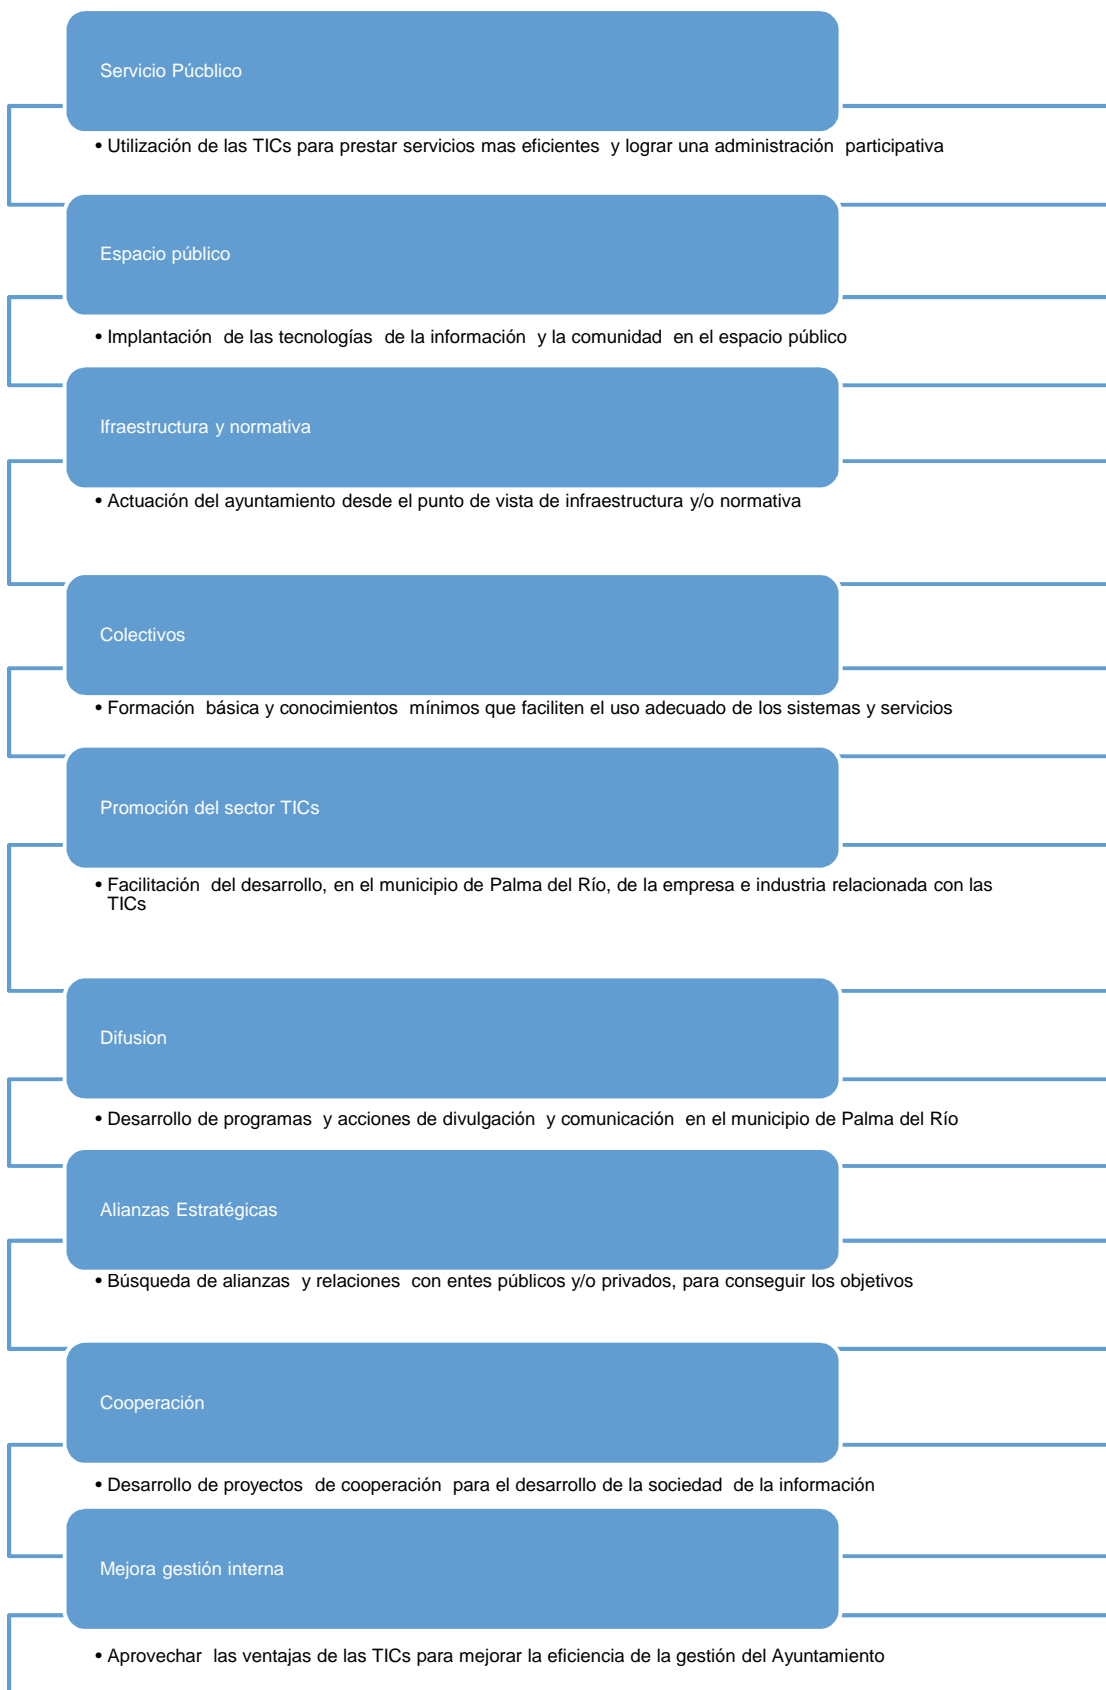 Servicio Púcblico
• Utilización de las TICs para prestar servicios mas eficientes y lograr una administración participativa
Espacio público
• Implantación de las tecnologías de la información y la comunidad en el espacio público
Ifraestructura y normativa
• Actuación del ayuntamiento desde el punto de vista de infraestructura y/o normativa
Colectivos
• Formación básica y conocimientos mínimos que faciliten el uso adecuado de los sistemas y servicios
Promoción del sector TICs
• Facilitación del desarrollo, en el municipio de Palma del Río, de la empresa e industria relacionada con las
TICs
Difusion
• Desarrollo de programas y acciones de divulgación y comunicación en el municipio de Palma del Río
Alianzas Estratégicas
• Búsqueda de alianzas y relaciones con entes públicos y/o privados, para conseguir los objetivos
Cooperación
• Desarrollo de proyectos de cooperación para el desarrollo de la sociedad de la información
Mejora gestión interna
• Aprovechar las ventajas de las TICs para mejorar la eficiencia de la gestión del Ayuntamiento